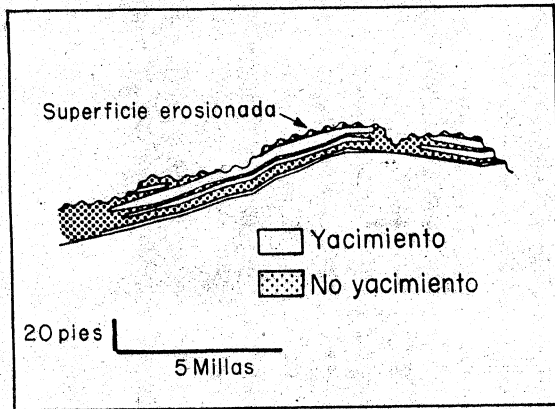 Superficie erosionada
Yacimiento
No yacimiento
20 pies
5 Millas